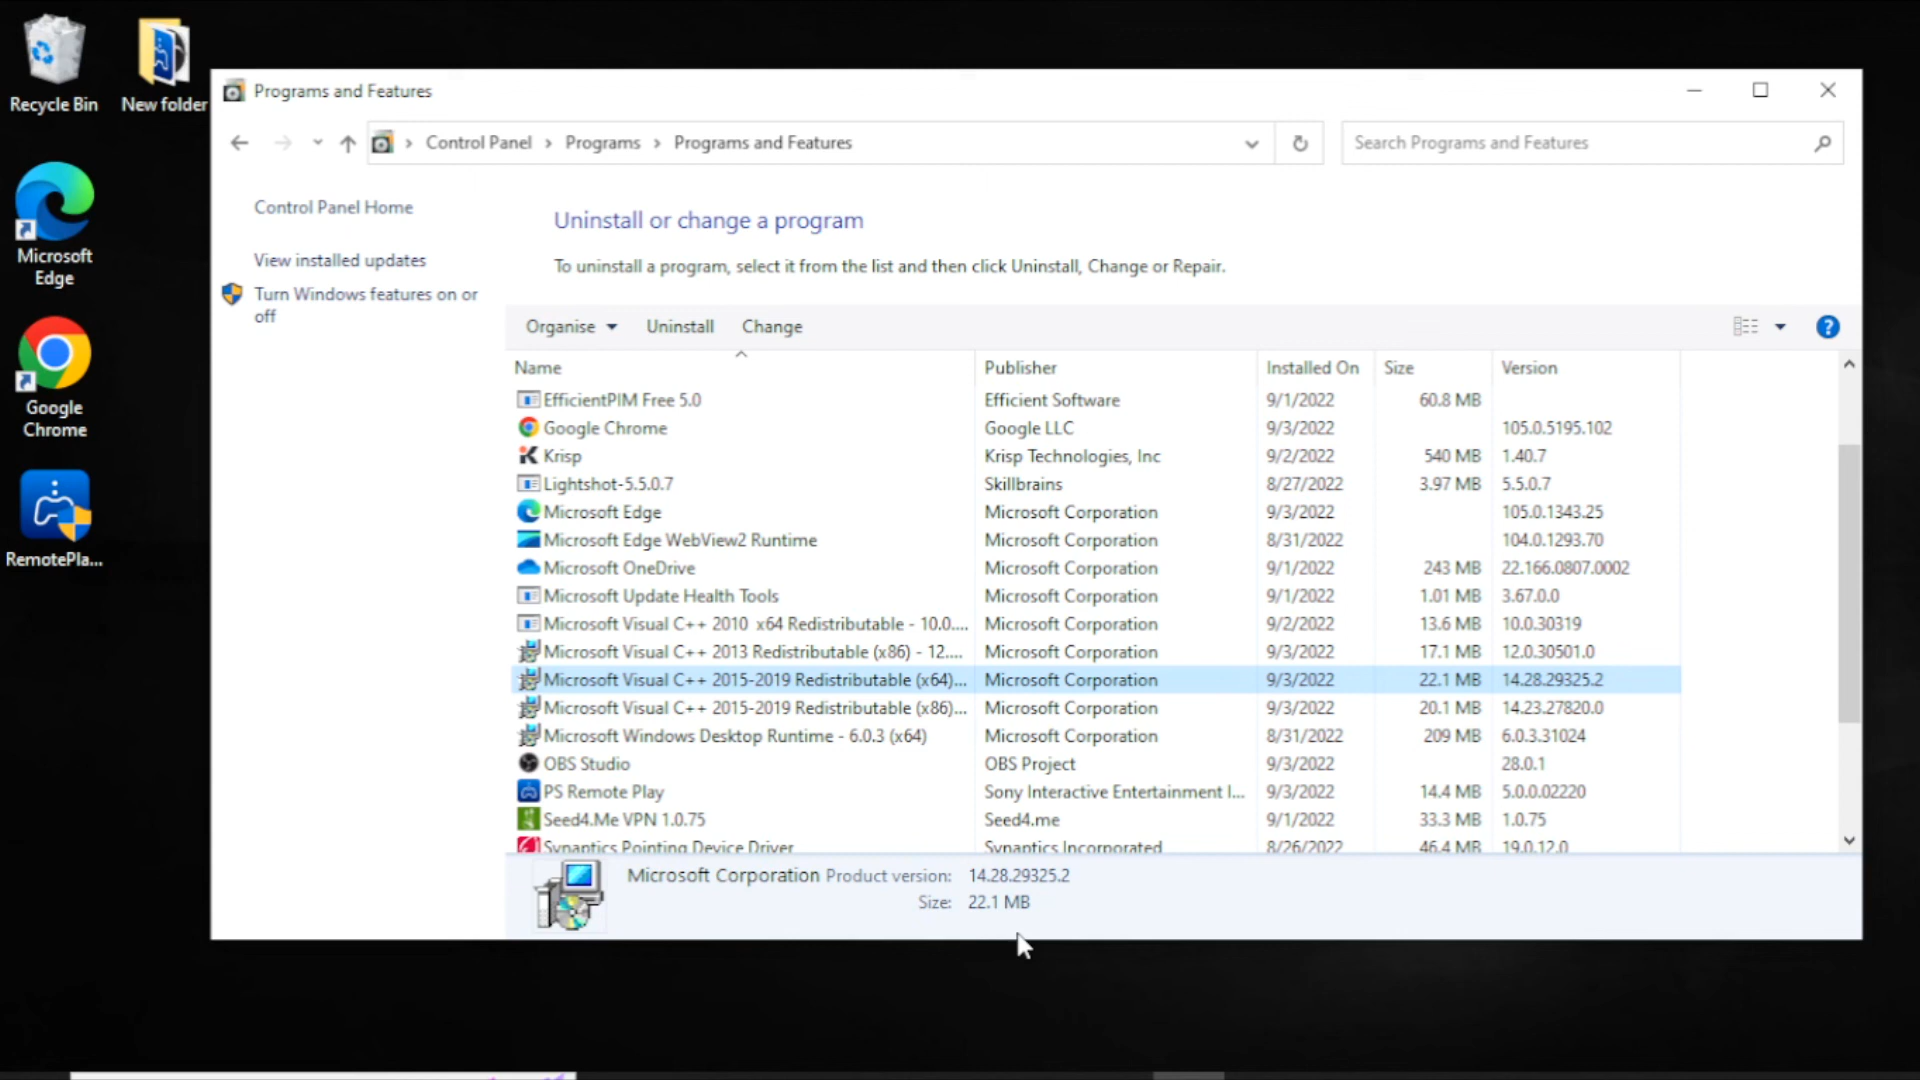 Recycle Bin
New folder
Microsoft
Edge
Google
Chrome
RemotePla...
Programs and Features
Control Panel
Programs
Programs and Features
Search Programs and Features
Control Panel Home
View installed updates
Turn Windows features on or
off
Uninstall or change a program
To uninstall a program, select it from the list and then click Uninstall, Change or Repair.
Organise Uninstall Change
Name Publisher Installed On Size Version
EfficientPIM Free 5.0 Efficient Software 9/1/2022 60.8 MB
Google Chrome Google LLC 9/3/2022 105.0.5195.102
Krisp Krisp Technologies, Inc 9/2/2022 540 MB 1.40.7
Lightshot-5.5.0.7 Skillbrains 8/27/2022 3.97 MB 5.5.0.7
Microsoft Edge Microsoft Corporation 9/3/2022 105.0.1343.25
Microsoft Edge WebView2 Runtime Microsoft Corporation 8/31/2022 104.0.1293.70
Microsoft OneDrive Microsoft Corporation 9/1/2022 243 MB 22.166.0807.0002
Microsoft Update Health Tools Microsoft Corporation 9/1/2022 1.01 MB 3.67.0.0
Microsoft Visual C++ 2010 x64 Redistributable - 10.0.... Microsoft Corporation 9/2/2022 13.6 MB 10.0.30319
Microsoft Visual C++ 2013 Redistributable (x86) - 12.... Microsoft Corporation 9/3/2022 17.1 MB 12.0.30501.0
Microsoft Visual C++ 2015-2019 Redistributable (x64)... Microsoft Corporation 9/3/2022 22.1 MB 14.28.29325.2
Microsoft Visual C++ 2015-2019 Redistributable (x86)... Microsoft Corporation 9/3/2022 20.1 MB 14.23.27820.0
Microsoft Windows Desktop Runtime - 6.0.3 (x64) Microsoft Corporation 8/31/2022 209 MB 6.0.3.31024
OBS Studio OBS Project 9/3/2022 28.0.1
PS Remote Play Sony Interactive Entertainment I... 9/3/2022 14.4 MB 5.0.0.02220
Seed4.Me VPN 1.0.75 Seed4.me 9/1/2022 33.3 MB 1.0.75
Synaptics Pointing Device Driver Synaptics Incorporated 8/26/2022 46.4 MB 19.0.12.0
Microsoft Corporation Product version: 14.28.29325.2
Size: 22.1 MB